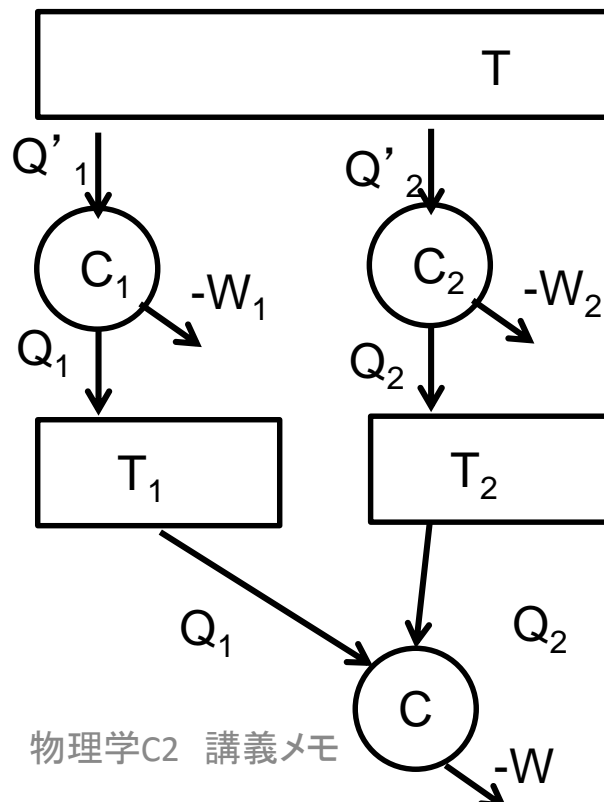 T
Q’₁ Q’₂
C₁ C₂
-W₁ -W₂
Q₁ Q₂
T₁ T₂
Q₁ Q₂
C
物理学C2 講義メモ
-W